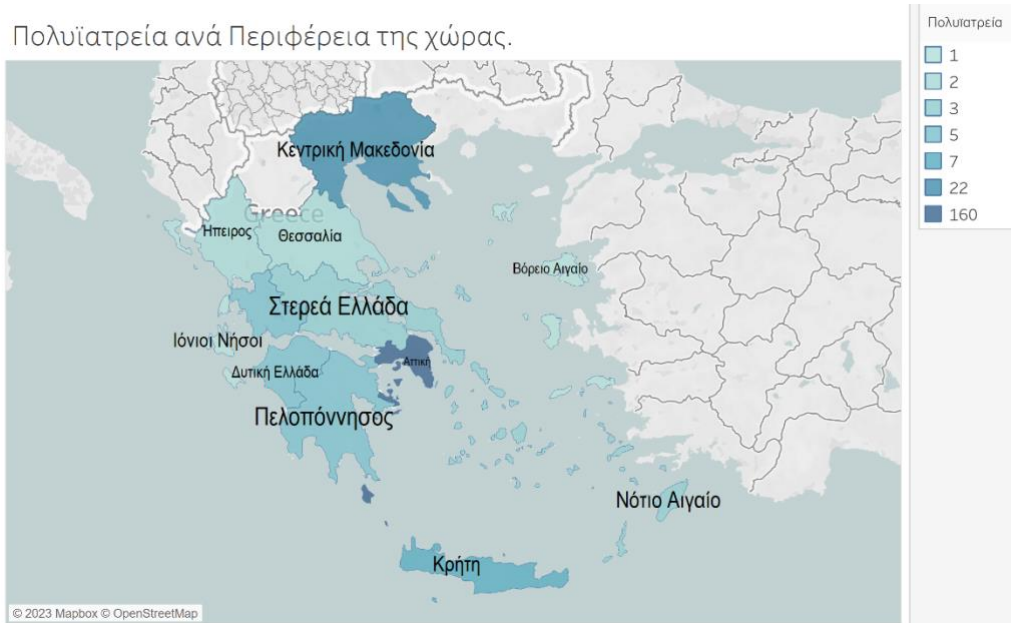 Πολυϊατρεία ανά Περιφέρεια της χώρας.
Πολυϊατρεία
1
2
3
5
7
22
160
Κεντρική Μακεδονία
Greece
Ήπειρος
Θεσσαλία
Βόρειο Αιγαίο
Στερεά Ελλάδα
Ιόνιοι Νήσοι
Αττική
Δυτική Ελλάδα
Πελοπόννησος
Νότιο Αιγαίο
Κρήτη
© 2023 Mapbox © OpenStreetMap